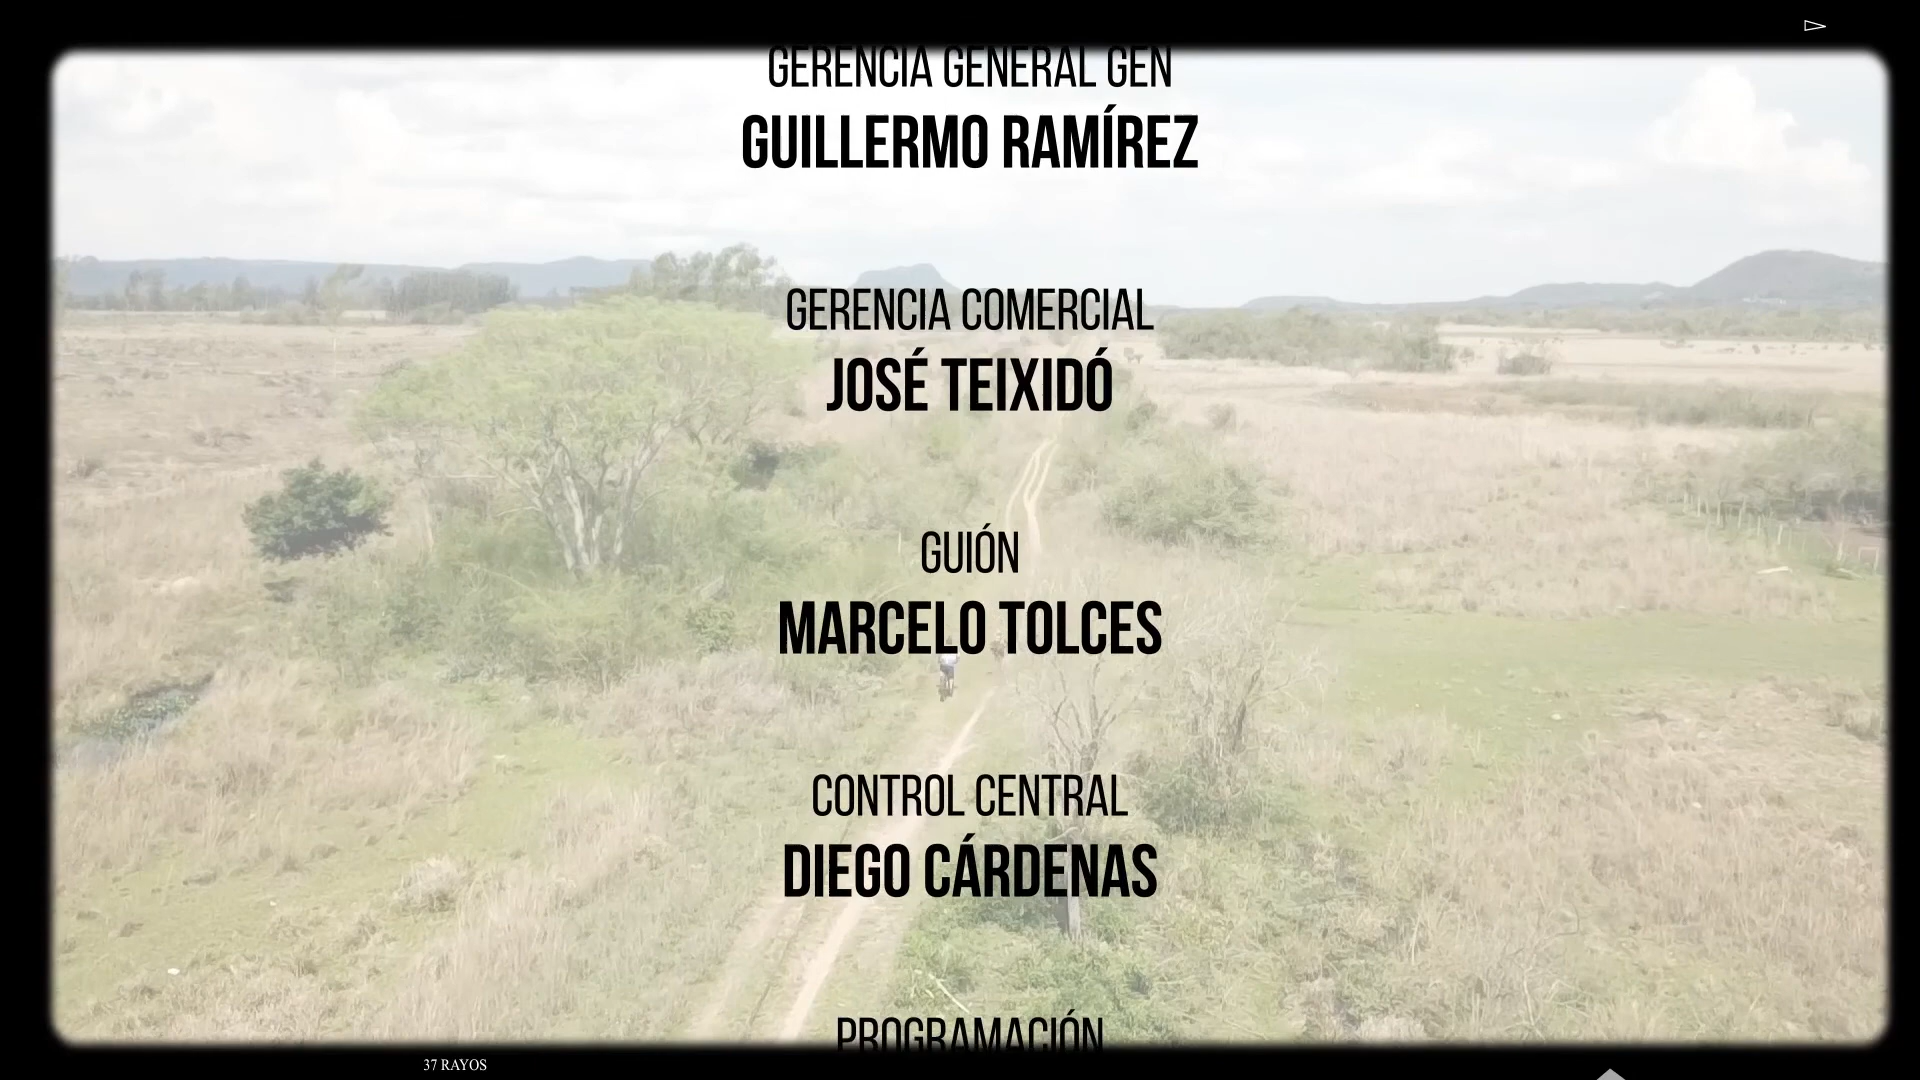 GERENCIA GENERAL GEN
GUILLERMO RAMÍREZ
GERENCIA COMERCIAL
JOSÉ TEIXIDÓ
GUIÓN
MARCELO TOLCES
CONTROL CENTRAL
DIEGO CÁRDENAS
PROGRAMACIÓN
37 RAYOS